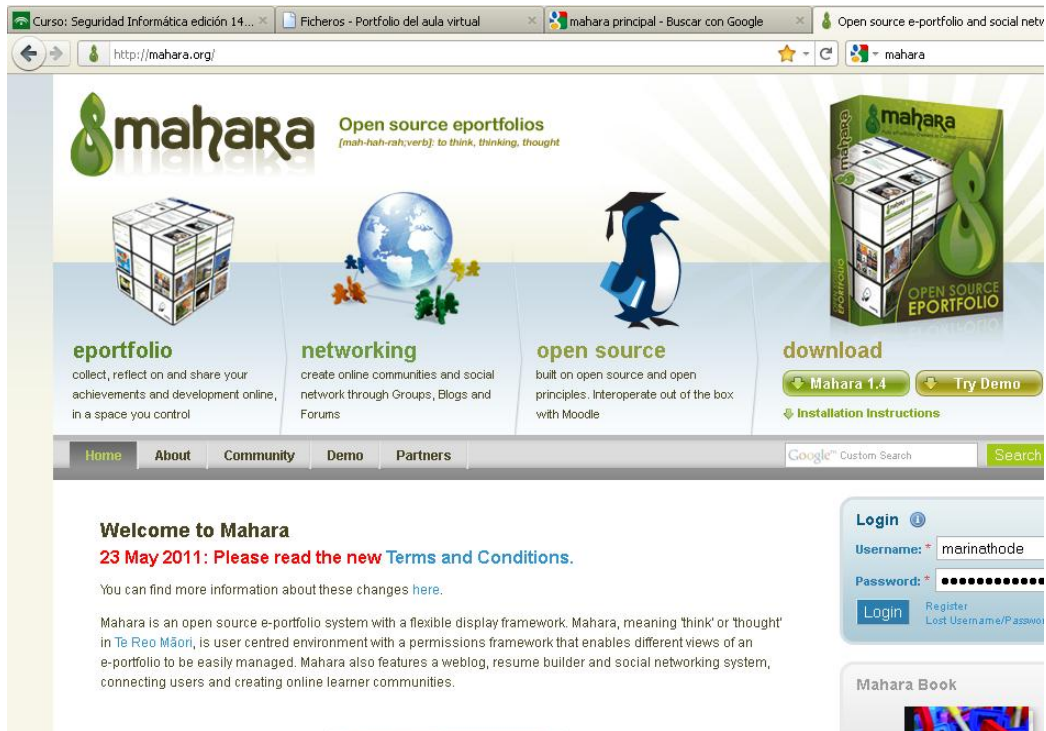 Curso: Seguridad Informática edición 14...
Ficheros - Portfolio del aula virtual
mahara principal - Buscar con Google
Open source e-portfolio and social netw
http://mahara.org/
mahara
mahara
Open source eportfolios
[mah-hah-rah;verb]: to think, thinking, thought
mahara
mahara
OPEN SOURCE
EPORTFOLIO
EPORTFOLIO
eportfolio
collect, reflect on and share your
achievements and development online,
in a space you control
networking
create online communities and social
network through Groups, Blogs and
Forums
open source
built on open source and open
principles. Interoperate out of the box
with Moodle
download
Mahara 1.4
Try Demo
Installation Instructions
Home
About
Community
Demo
Partners
Google™ Custom Search
Search
Welcome to Mahara
23 May 2011: Please read the new Terms and Conditions.
You can find more information about these changes here.
Mahara is an open source e-portfolio system with a flexible display framework. Mahara, meaning 'think' or 'thought'
in Te Reo Māori, is user centred environment with a permissions framework that enables different views of an
e-portfolio to be easily managed. Mahara also features a weblog, resume builder and social networking system,
connecting users and creating online learner communities.
Login
Username: * marinathode
Password: *
Login
Register
Lost Username/Passwor
Mahara Book